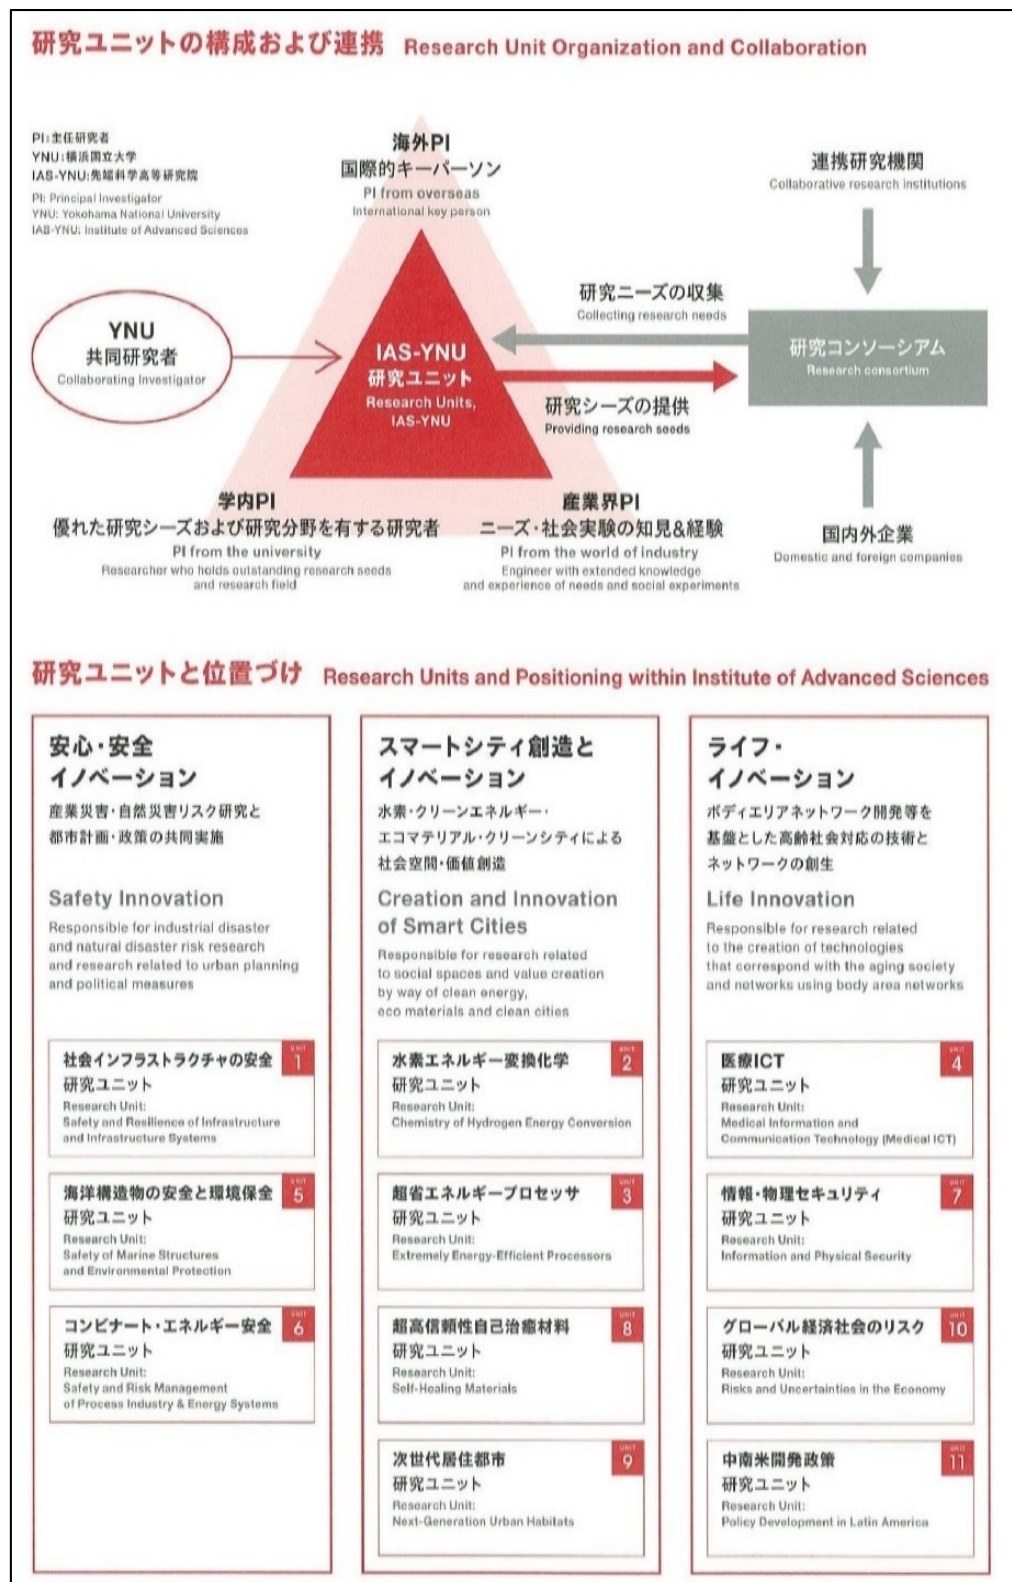 研究ユニットの構成および連携 Research Unit Organization and Collaboration
PI:主任研究者
YNU:横浜国立大学
IAS-YNU:先端科学高等研究院
PI: Principal Investigator
YNU: Yokohama National University
IAS-YNU: Institute of Advanced Sciences
海外PI
国際的キーパーソン
PI from overseas
International key person
連携研究機関
Collaborative research institutions
YNU
共同研究者
Collaborating Investigator
IAS-YNU
研究ユニット
Research Units,
IAS-YNU
研究ニーズの収集
Collecting research needs
研究シーズの提供
Providing research seeds
研究コンソーシアム
Research consortium
学内PI
優れた研究シーズおよび研究分野を有する研究者
PI from the university
Researcher who holds outstanding research seeds
and research field
産業界PI
ニーズ・社会実験の知見&経験
PI from the world of industry
Engineer with extended knowledge
and experience of needs and social experiments
国内外企業
Domestic and foreign companies
研究ユニットと位置づけ Research Units and Positioning within Institute of Advanced Sciences
安心・安全
イノベーション
産業災害・自然災害リスク研究と
都市計画・政策の共同実施
Safety Innovation
Responsible for industrial disaster
and natural disaster risk research
and research related to urban planning
and political measures
社会インフラストラクチャの安全
研究ユニット
Research Unit:
Safety and Resilience of Infrastructure
and Infrastructure Systems
UNIT
1
海洋構造物の安全と環境保全
研究ユニット
Research Unit:
Safety of Marine Structures
and Environmental Protection
UNIT
5
コンビナート・エネルギー安全
研究ユニット
Research Unit:
Safety and Risk Management
of Process Industry & Energy Systems
UNIT
6
スマートシティ創造と
イノベーション
水素・クリーンエネルギー・
エコマテリアル・クリーンシティによる
社会空間・価値創造
Creation and Innovation
of Smart Cities
Responsible for research related
to social spaces and value creation
by way of clean energy,
eco materials and clean cities
水素エネルギー変換化学
研究ユニット
Research Unit:
Chemistry of Hydrogen Energy Conversion
UNIT
2
超省エネルギープロセッサ
研究ユニット
Research Unit:
Extremely Energy-Efficient Processors
UNIT
3
超高信頼性自己治癒材料
研究ユニット
Research Unit:
Self-Healing Materials
UNIT
8
次世代居住都市
研究ユニット
Research Unit:
Next-Generation Urban Habitats
UNIT
9
ライフ・
イノベーション
ボディエリアネットワーク開発等を
基盤とした高齢社会対応の技術と
ネットワークの創生
Life Innovation
Responsible for research related
to the creation of technologies
that correspond with the aging society
and networks using body area networks
医療ICT
研究ユニット
Research Unit:
Medical Information and
Communication Technology (Medical ICT)
UNIT
4
情報・物理セキュリティ
研究ユニット
Research Unit:
Information and Physical Security
UNIT
7
グローバル経済社会のリスク
研究ユニット
Research Unit:
Risks and Uncertainties in the Economy
UNIT
10
中南米開発政策
研究ユニット
Research Unit:
Policy Development in Latin America
UNIT
11